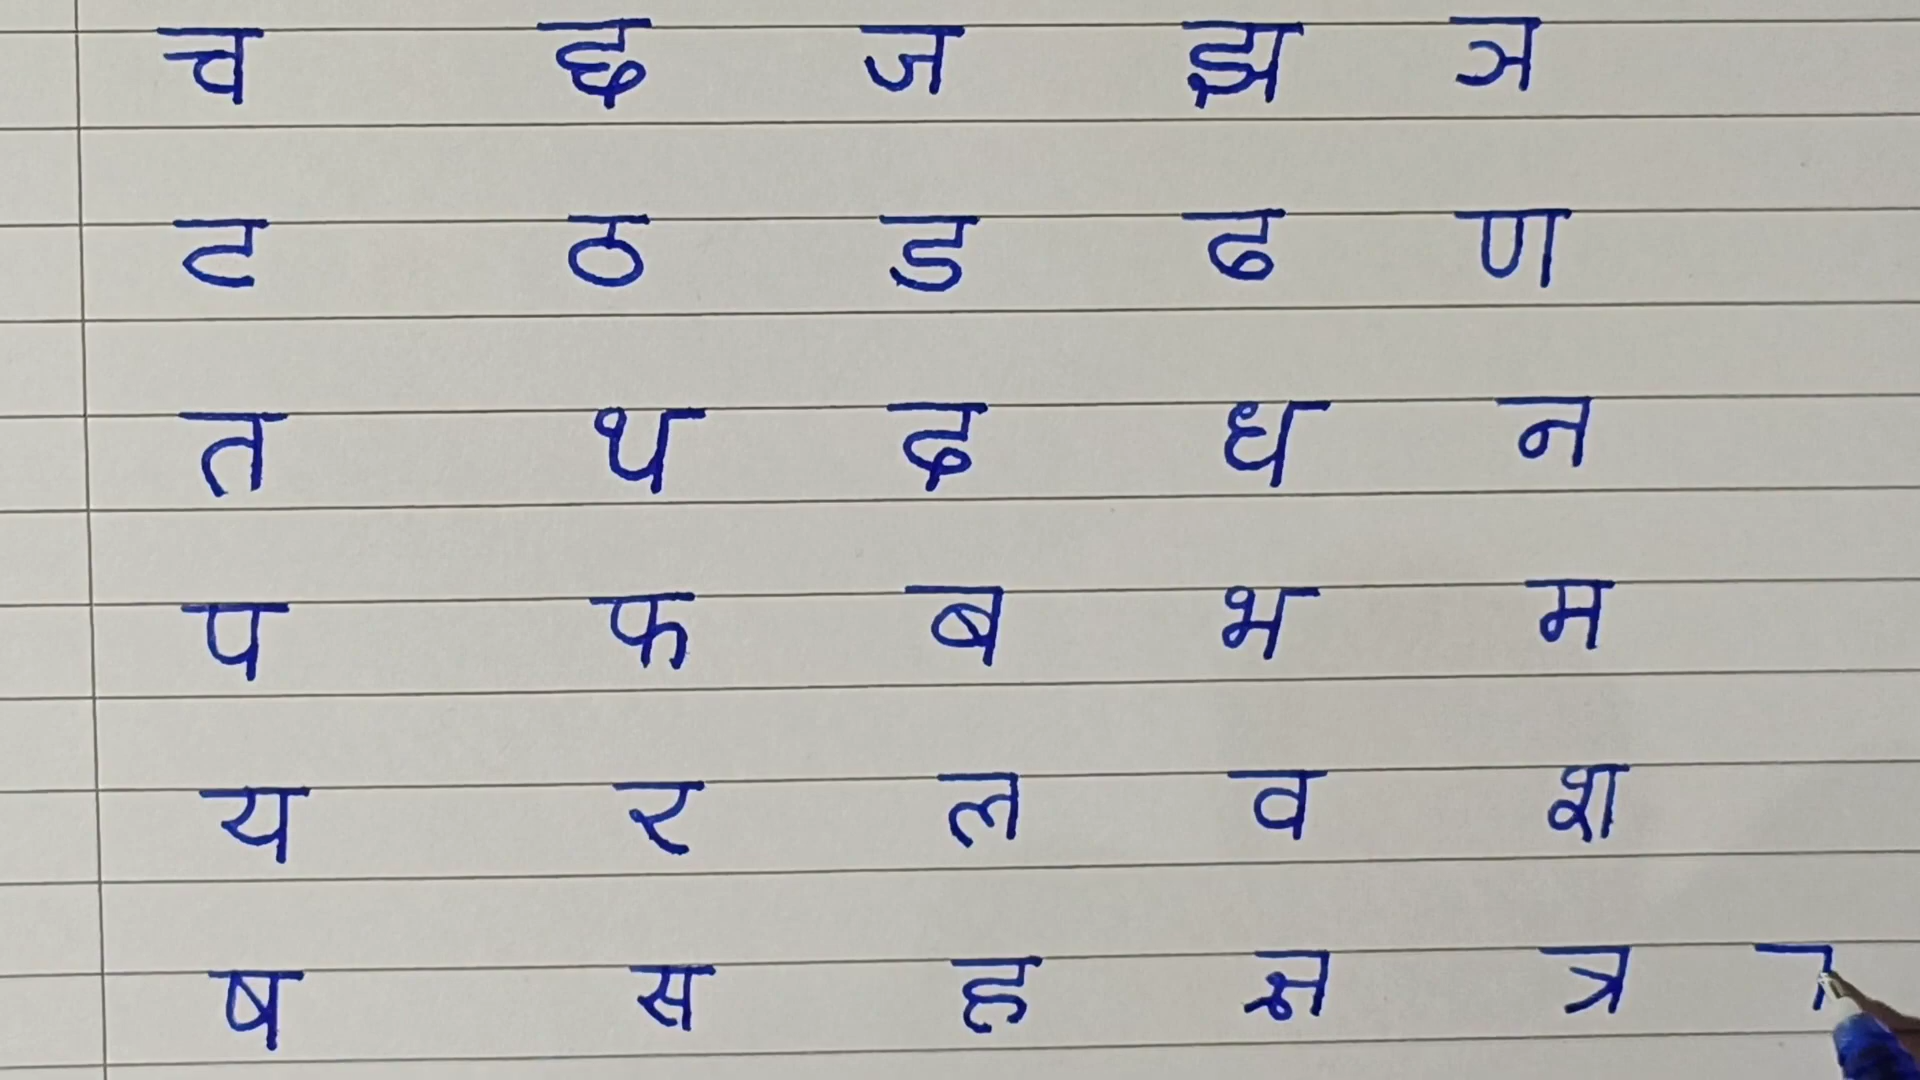 च छ ज झ ञ
ट ठ ड ढ ण
त थ द ध न
प फ ब भ म
य र ल व श
ष स ह क्ष त्र